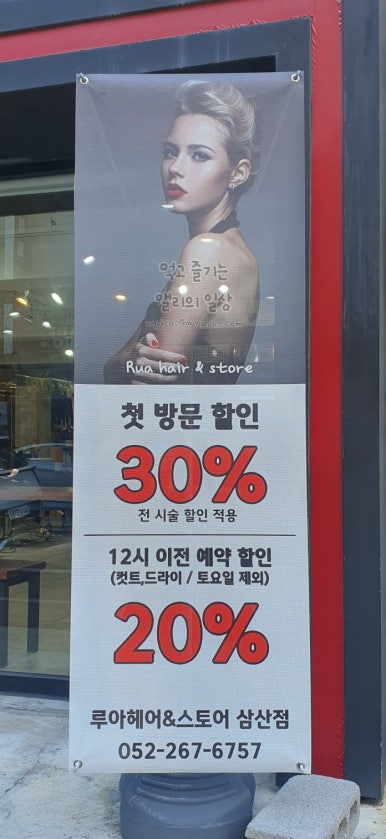 먹고 즐기는
앨리의 일상
Rua hair & store
첫 방문 할인
30%
전 시술 할인 적용
12시 이전 예약 할인
(컷트,드라이 / 토요일 제외)
20%
루아헤어&스토어 삼산점
052-267-6757